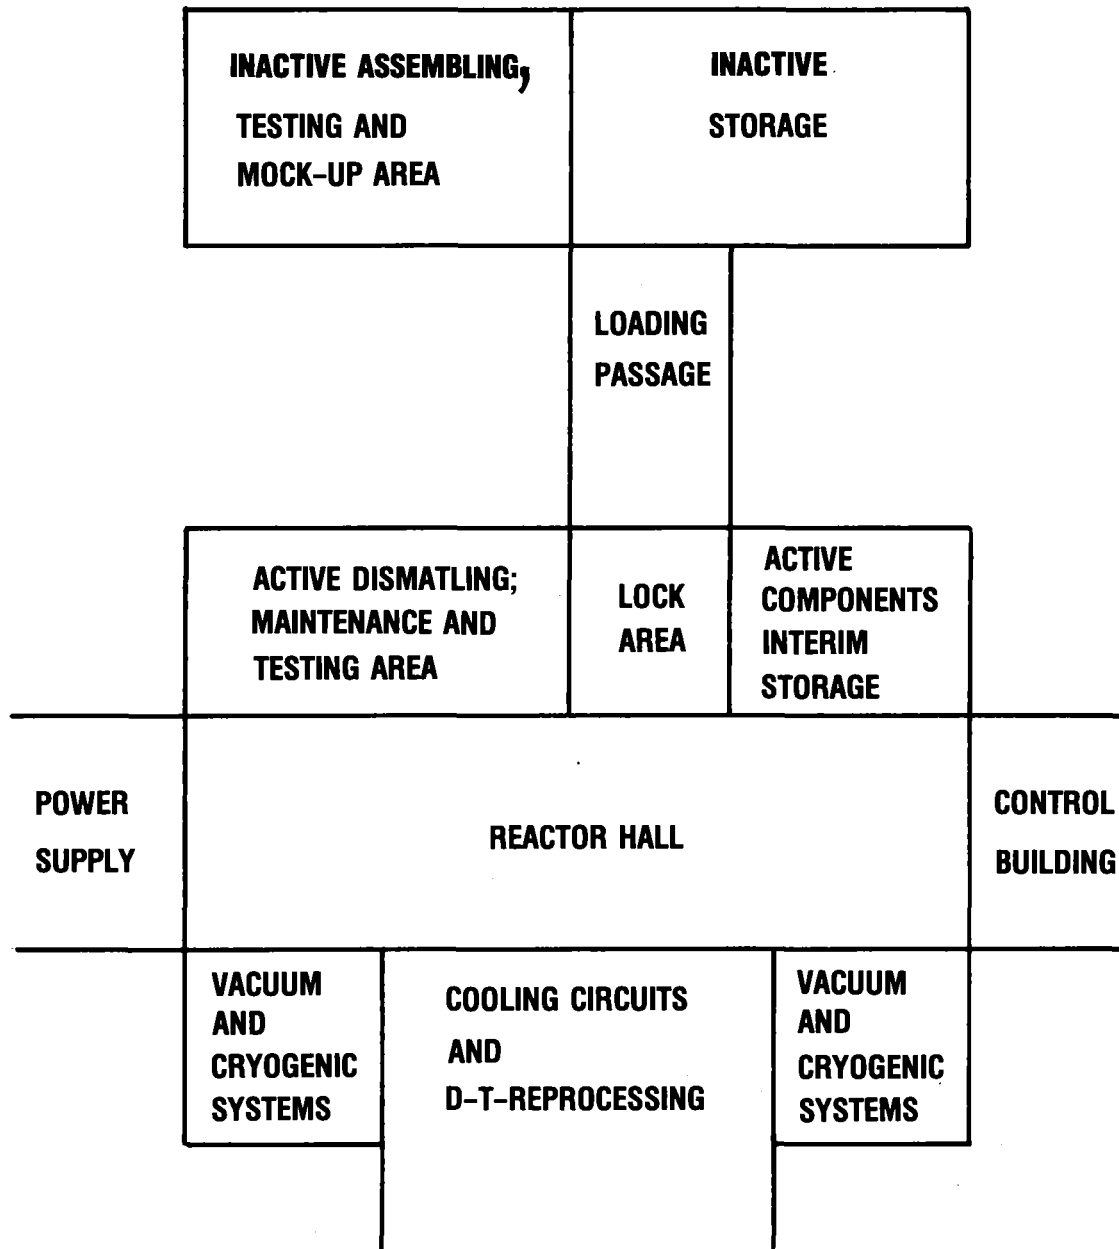 INACTIVE ASSEMBLING,
TESTING AND
MOCK-UP AREA
INACTIVE
STORAGE
LOADING
PASSAGE
ACTIVE DISMATLING;
MAINTENANCE AND
TESTING AREA
LOCK
AREA
ACTIVE
COMPONENTS
INTERIM
STORAGE
POWER
SUPPLY
REACTOR HALL
CONTROL
BUILDING
VACUUM
AND
CRYOGENIC
SYSTEMS
COOLING CIRCUITS
AND
D-T-REPROCESSING
VACUUM
AND
CRYOGENIC
SYSTEMS